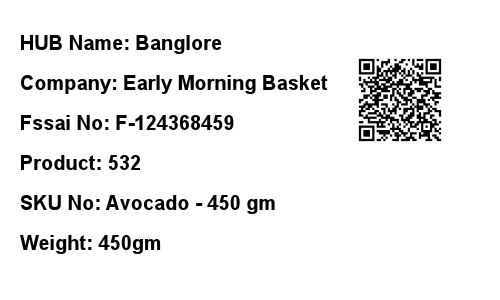 HUB Name: Banglore
Company: Early Morning Basket
Fssai No: F-124368459
Product: 532
SKU No: Avocado - 450 gm
Weight: 450gm